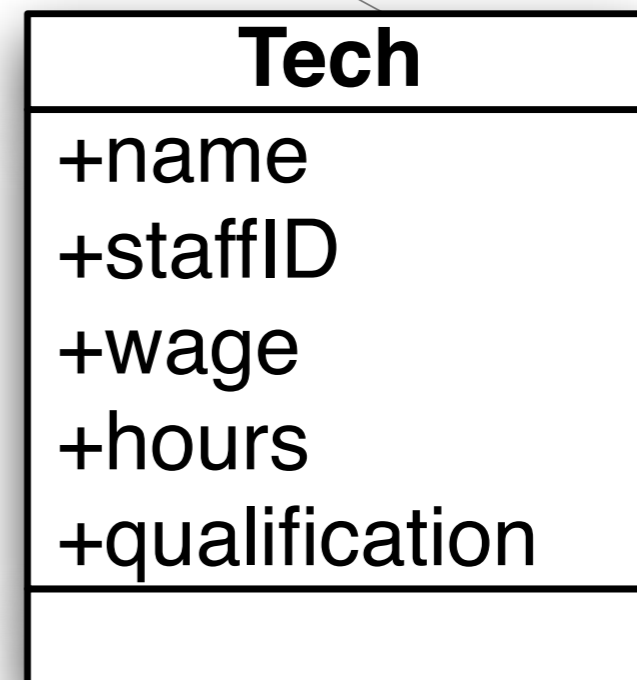 Tech
+name
+staffID
+wage
+hours
+qualification